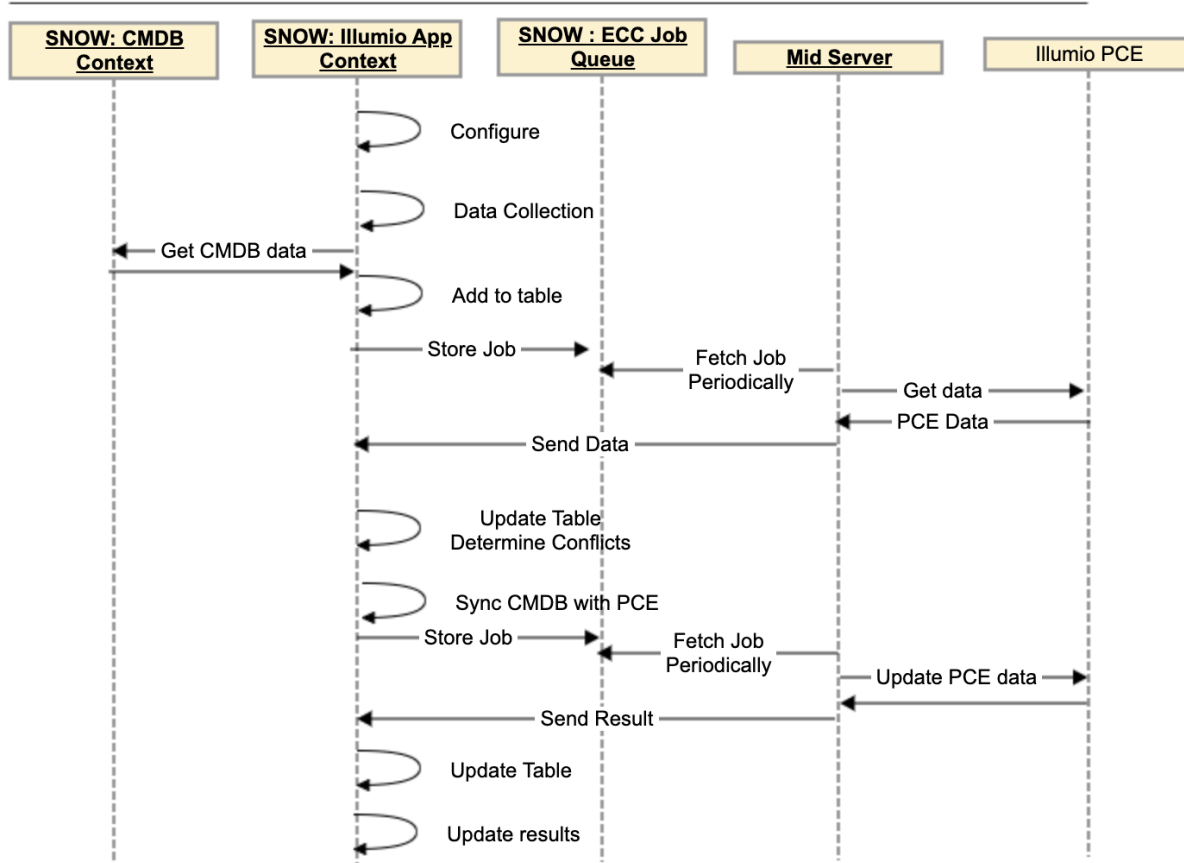 SNOW: CMDB
Context
SNOW: Illumio App
Context
SNOW : ECC Job
Queue
Mid Server
Illumio PCE
Configure
Data Collection
Get CMDB data
Add to table
Store Job
Fetch Job
Periodically
Get data
PCE Data
Send Data
Update Table
Determine Conflicts
Sync CMDB with PCE
Store Job
Fetch Job
Periodically
Update PCE data
Send Result
Update Table
Update results